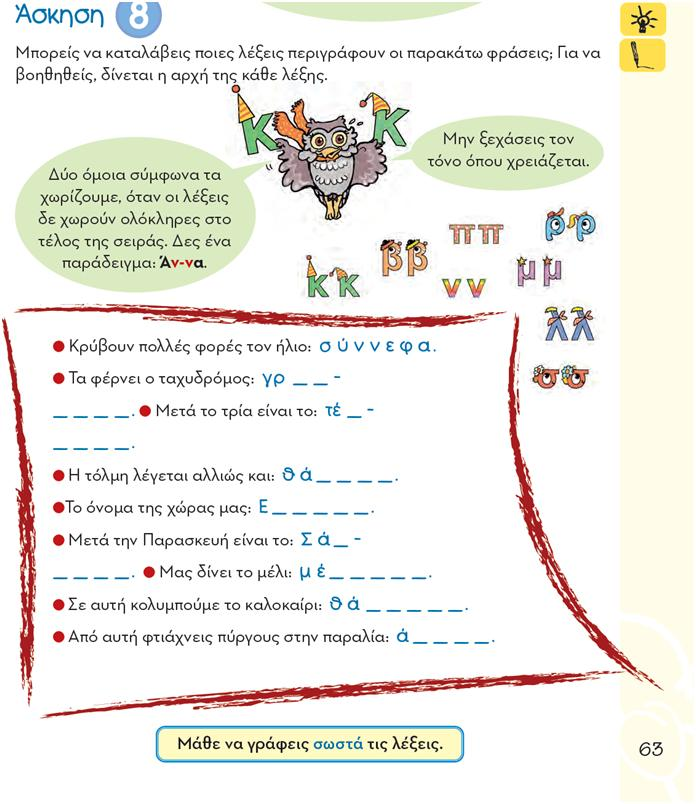 Άσκηση 8
Μπορείς να καταλάβεις ποιες λέξεις περιγράφουν οι παρακάτω φράσεις; Για να
βοηθηθείς, δίνεται η αρχή της κάθε λέξης.
Κ Κ
Μην ξεχάσεις τον
τόνο όπου χρειάζεται.
Δύο όμοια σύμφωνα τα
χωρίζουμε, όταν οι λέξεις
δε χωρούν ολόκληρες στο
τέλος της σειράς. Δες ένα
παράδειγμα: Άν-να.
κκ ββ ππ νν μμ ρρ
λλ
σσ
● Κρύβουν πολλές φορές τον ήλιο: σύννεφα.
● Τα φέρνει ο ταχυδρόμος: γρ _ _ -
_ _ _ _. ● Μετά το τρία είναι το: τέ _ -
_ _ _ _.
● Η τόλμη λέγεται αλλιώς και: θά _ _ _ _.
● Το όνομα της χώρας μας: Ε _ _ _ _ _.
● Μετά την Παρασκευή είναι το: Σά _ -
_ _ _ _. ● Μας δίνει το μέλι: μέ _ _ _ _ _.
● Σε αυτή κολυμπούμε το καλοκαίρι: θά _ _ _ _ _.
● Από αυτή φτιάχνεις πύργους στην παραλία: ά _ _ _ _.
Μάθε να γράφεις σωστά τις λέξεις.
63